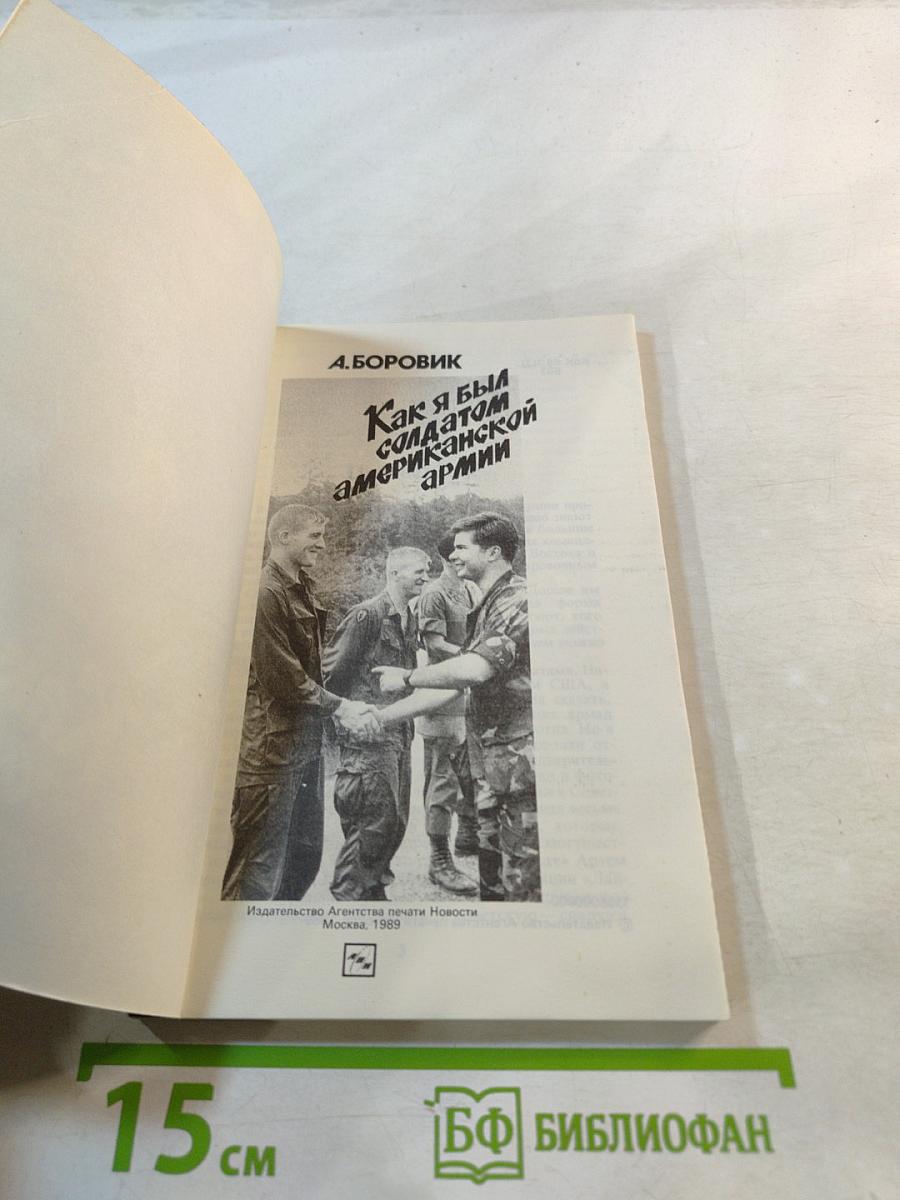 А.БОРОВИК
Как я был
солдатом
американской
армии
Издательство Агентства печати Новости
Москва, 1989
15 см
БФ БИБЛИОФАН